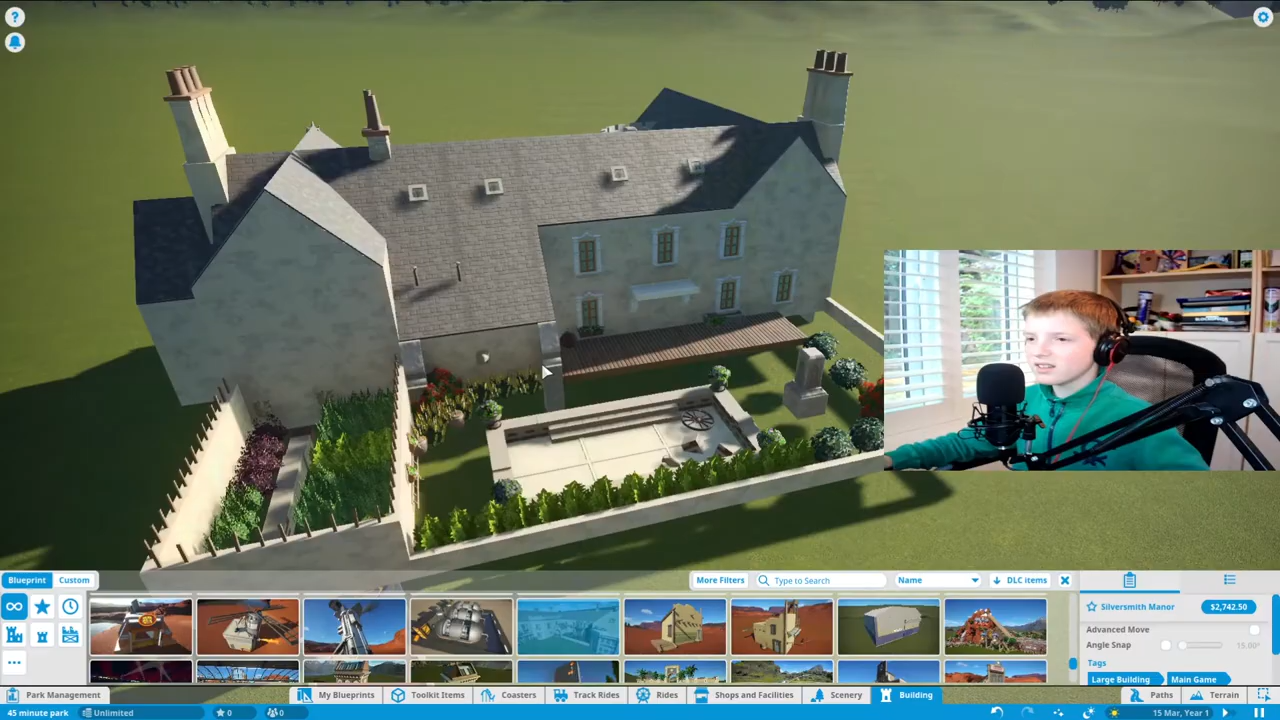 ?
Blueprint
Custom
More Filters
Type to Search
Name
DLC items
Silversmith Manor
$2,742.50
Advanced Move
Angle Snap
15.00°
Tags
Large Building
Main Game
Park Management
My Blueprints
Toolkit Items
Coasters
Track Rides
Rides
Shops and Facilities
Scenery
Building
Paths
Terrain
45 minute park
Unlimited
0
0
15 Mar, Year 1